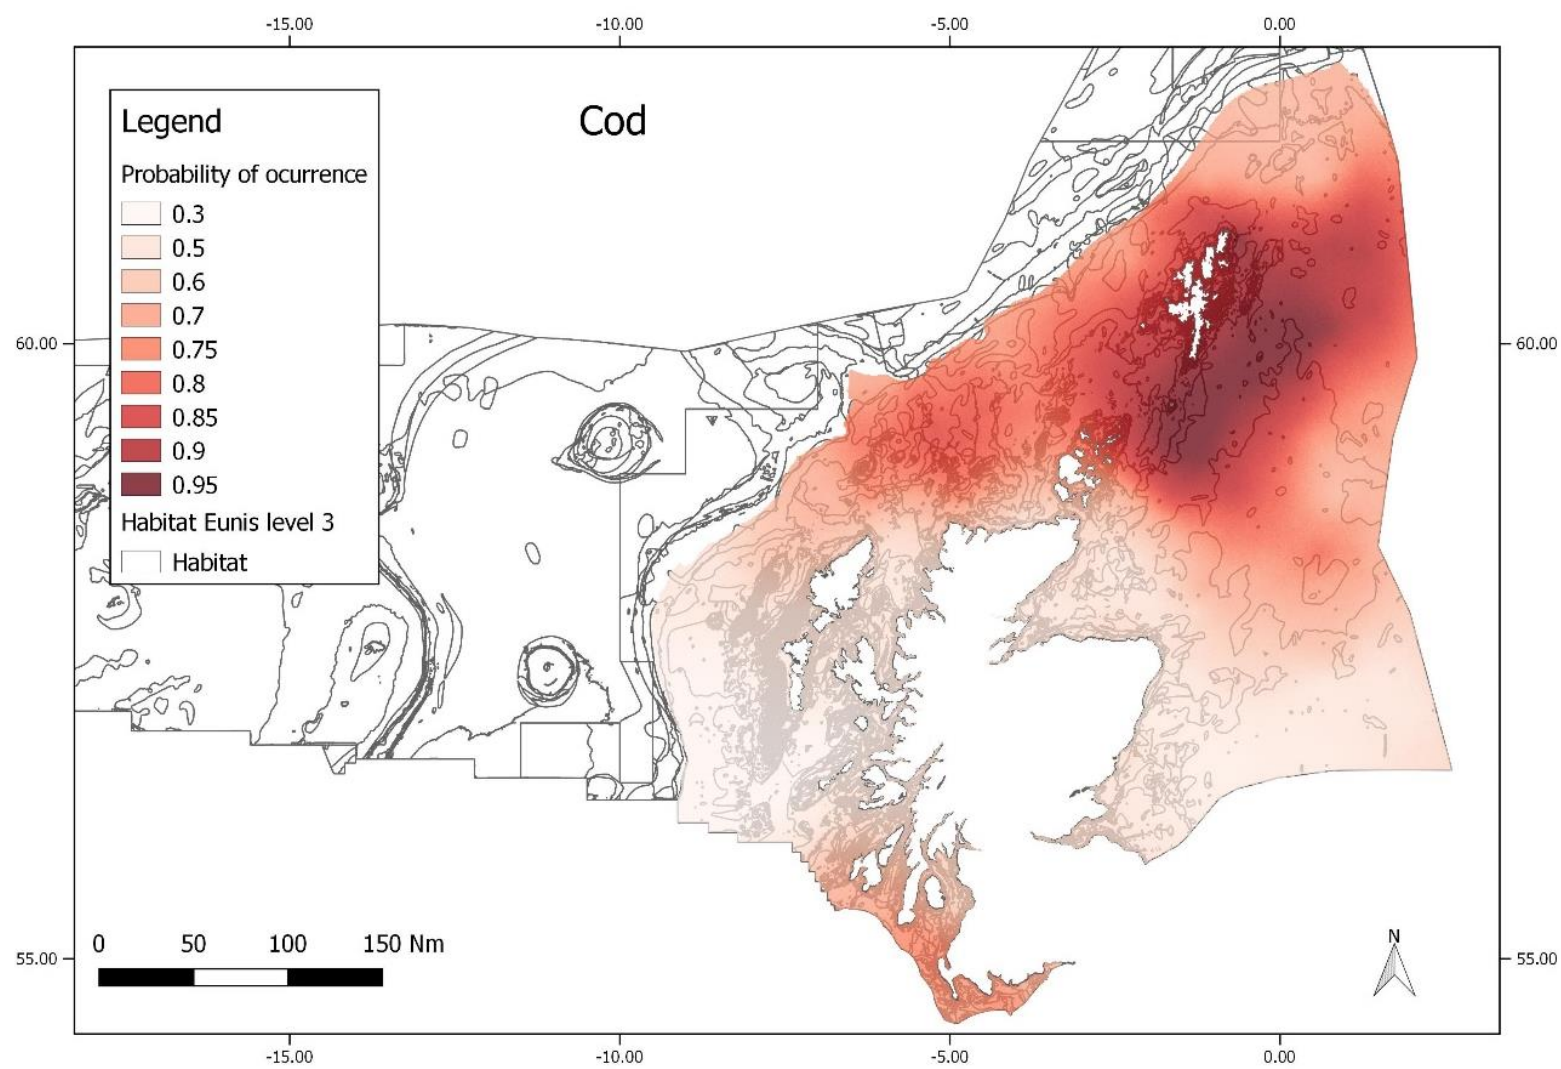 -15.00 -10.00 -5.00 0.00
Cod
Legend
Probability of ocurrence
0.3
0.5
0.6
0.7
0.75
0.8
0.85
0.9
0.95
Habitat Eunis level 3
Habitat
60.00 60.00
0 50 100 150 Nm
N
55.00 55.00
-15.00 -10.00 -5.00 0.00